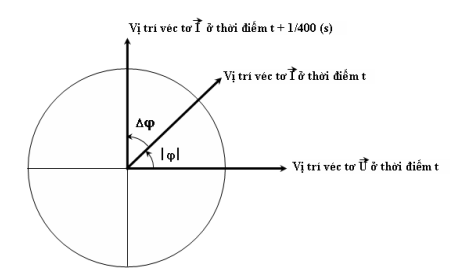 Vị trí véc tơ I⃗ ở thời điểm t + 1/400 (s)
Vị trí véc tơ I⃗ ở thời điểm t
Δφ
|φ|
Vị trí véc tơ U⃗ ở thời điểm t